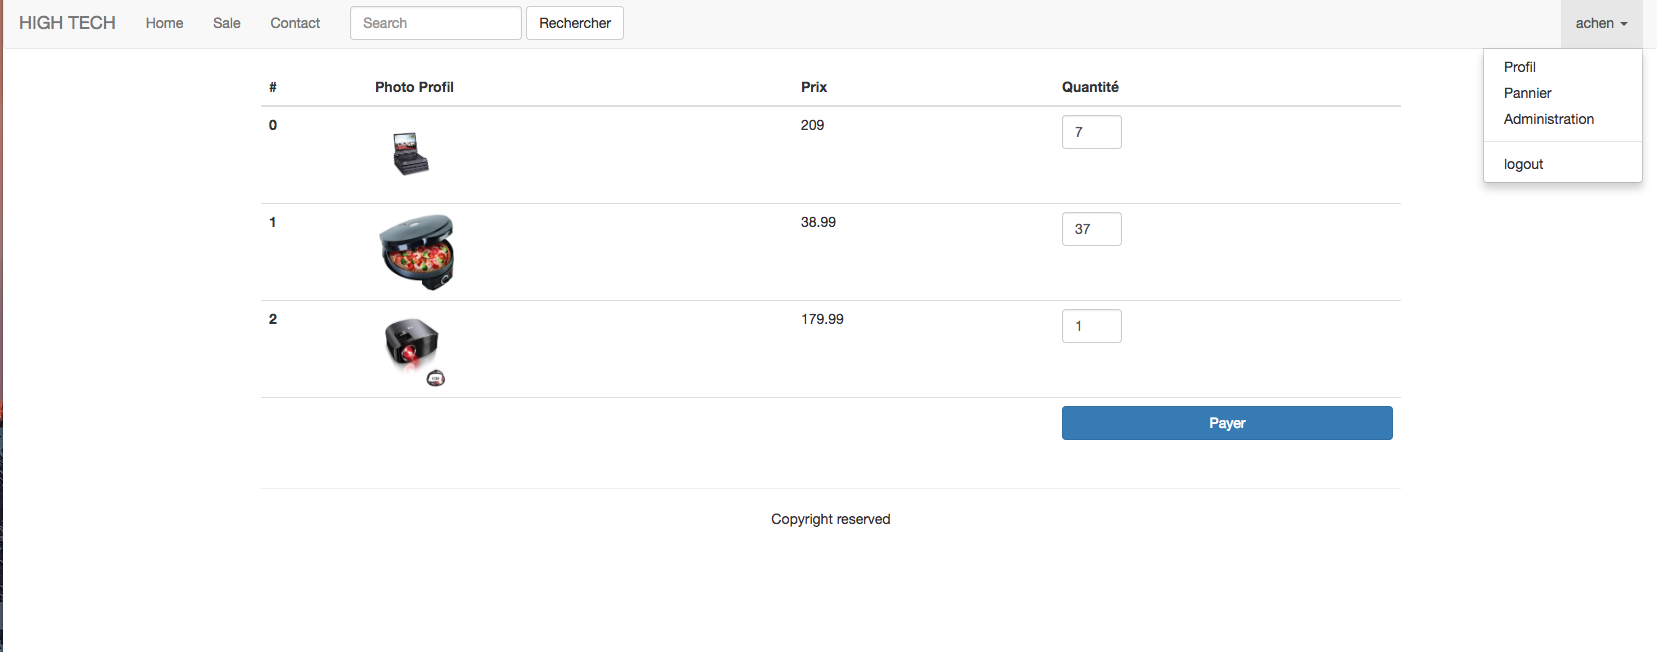 HIGH TECH Home Sale Contact Search Rechercher achen
Profil
Pannier
Administration
logout
# Photo Profil Prix Quantité
0 209 7
1 38.99 37
2 179.99 1
Payer
Copyright reserved